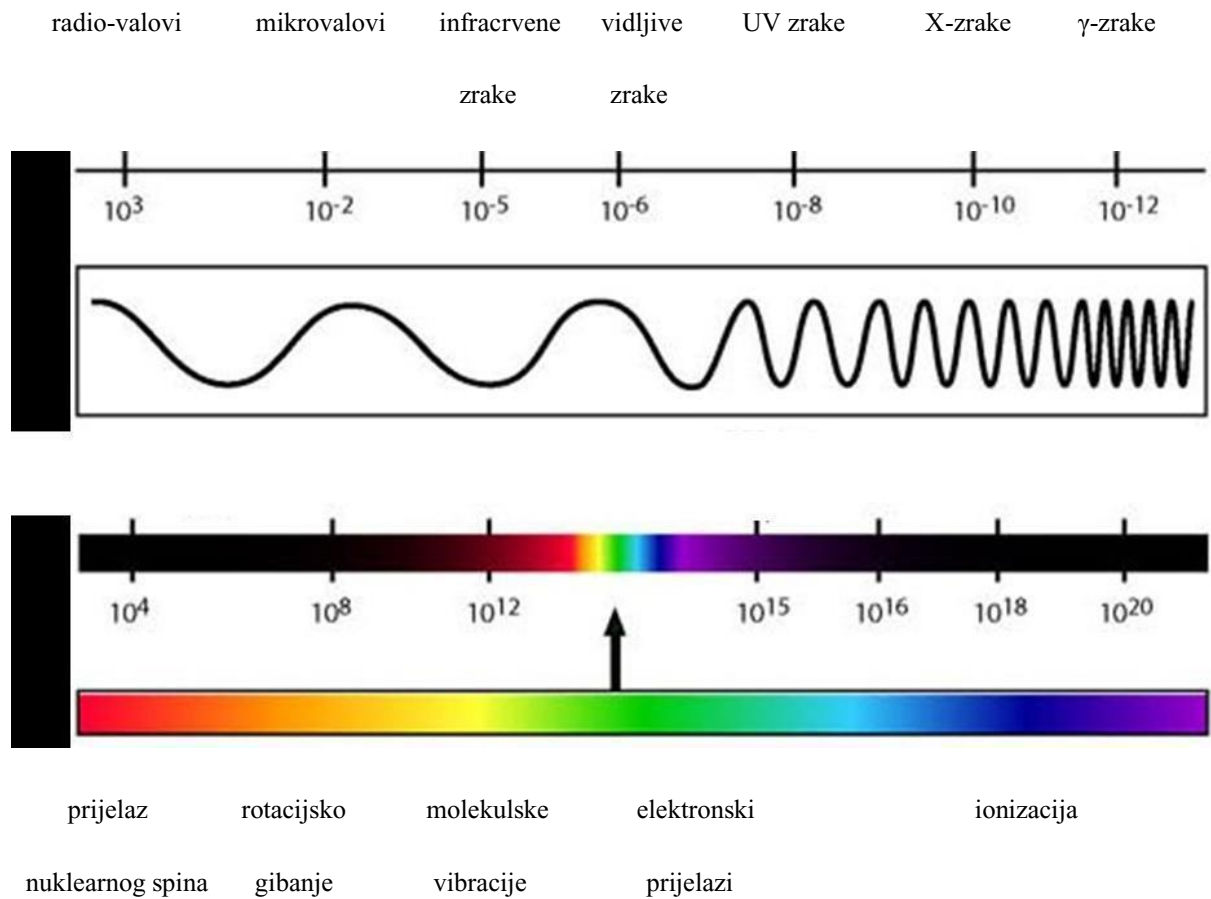 radio-valovi mikrovalovi infracrvene vidljive UV zrake X-zrake γ-zrake
zrake zrake
10³ 10⁻² 10⁻⁵ 10⁻⁶ 10⁻⁸ 10⁻¹⁰ 10⁻¹²
10⁴ 10⁸ 10¹² 10¹⁵ 10¹⁶ 10¹⁸ 10²⁰
prijelaz rotacijsko molekulske elektronski ionizacija
nuklearnog spina gibanje vibracije prijelazi